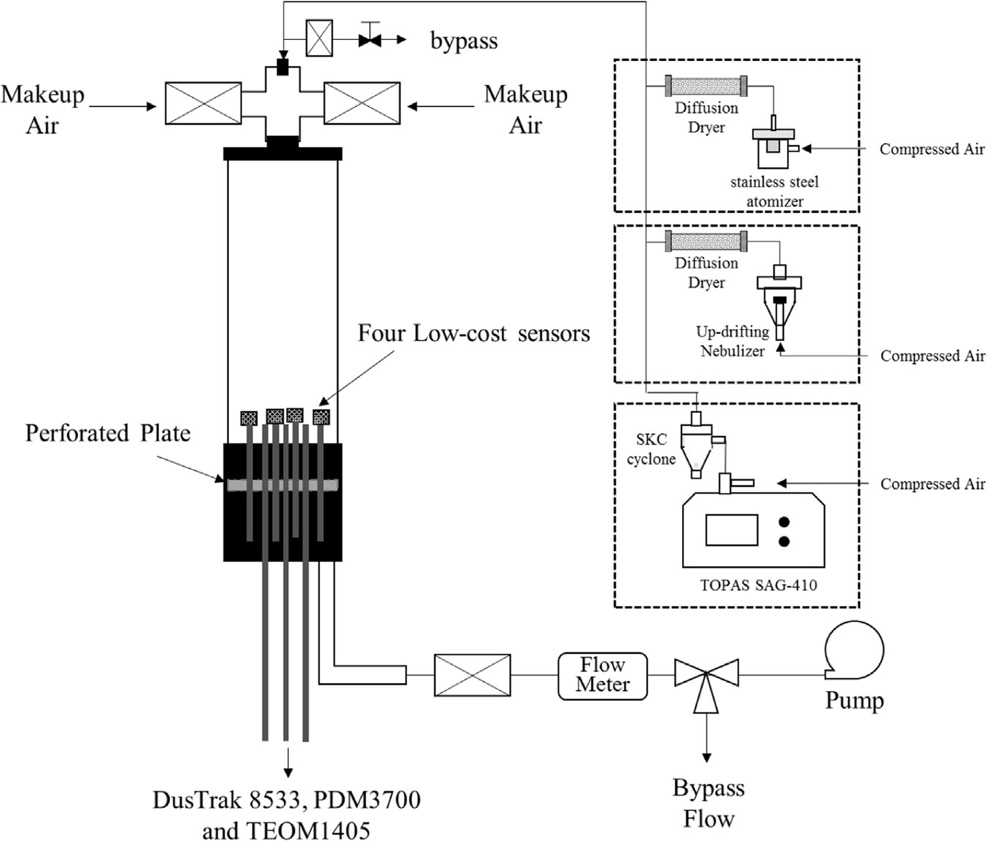 bypass
Makeup
Air
Makeup
Air
Diffusion
Dryer
Compressed Air
stainless steel
atomizer
Diffusion
Dryer
Up-drifting
Nebulizer
Compressed Air
Four Low-cost sensors
Perforated Plate
SKC
cyclone
Compressed Air
TOPAS SAG-410
Flow
Meter
Pump
Bypass
Flow
DusTrak 8533, PDM3700
and TEOM1405